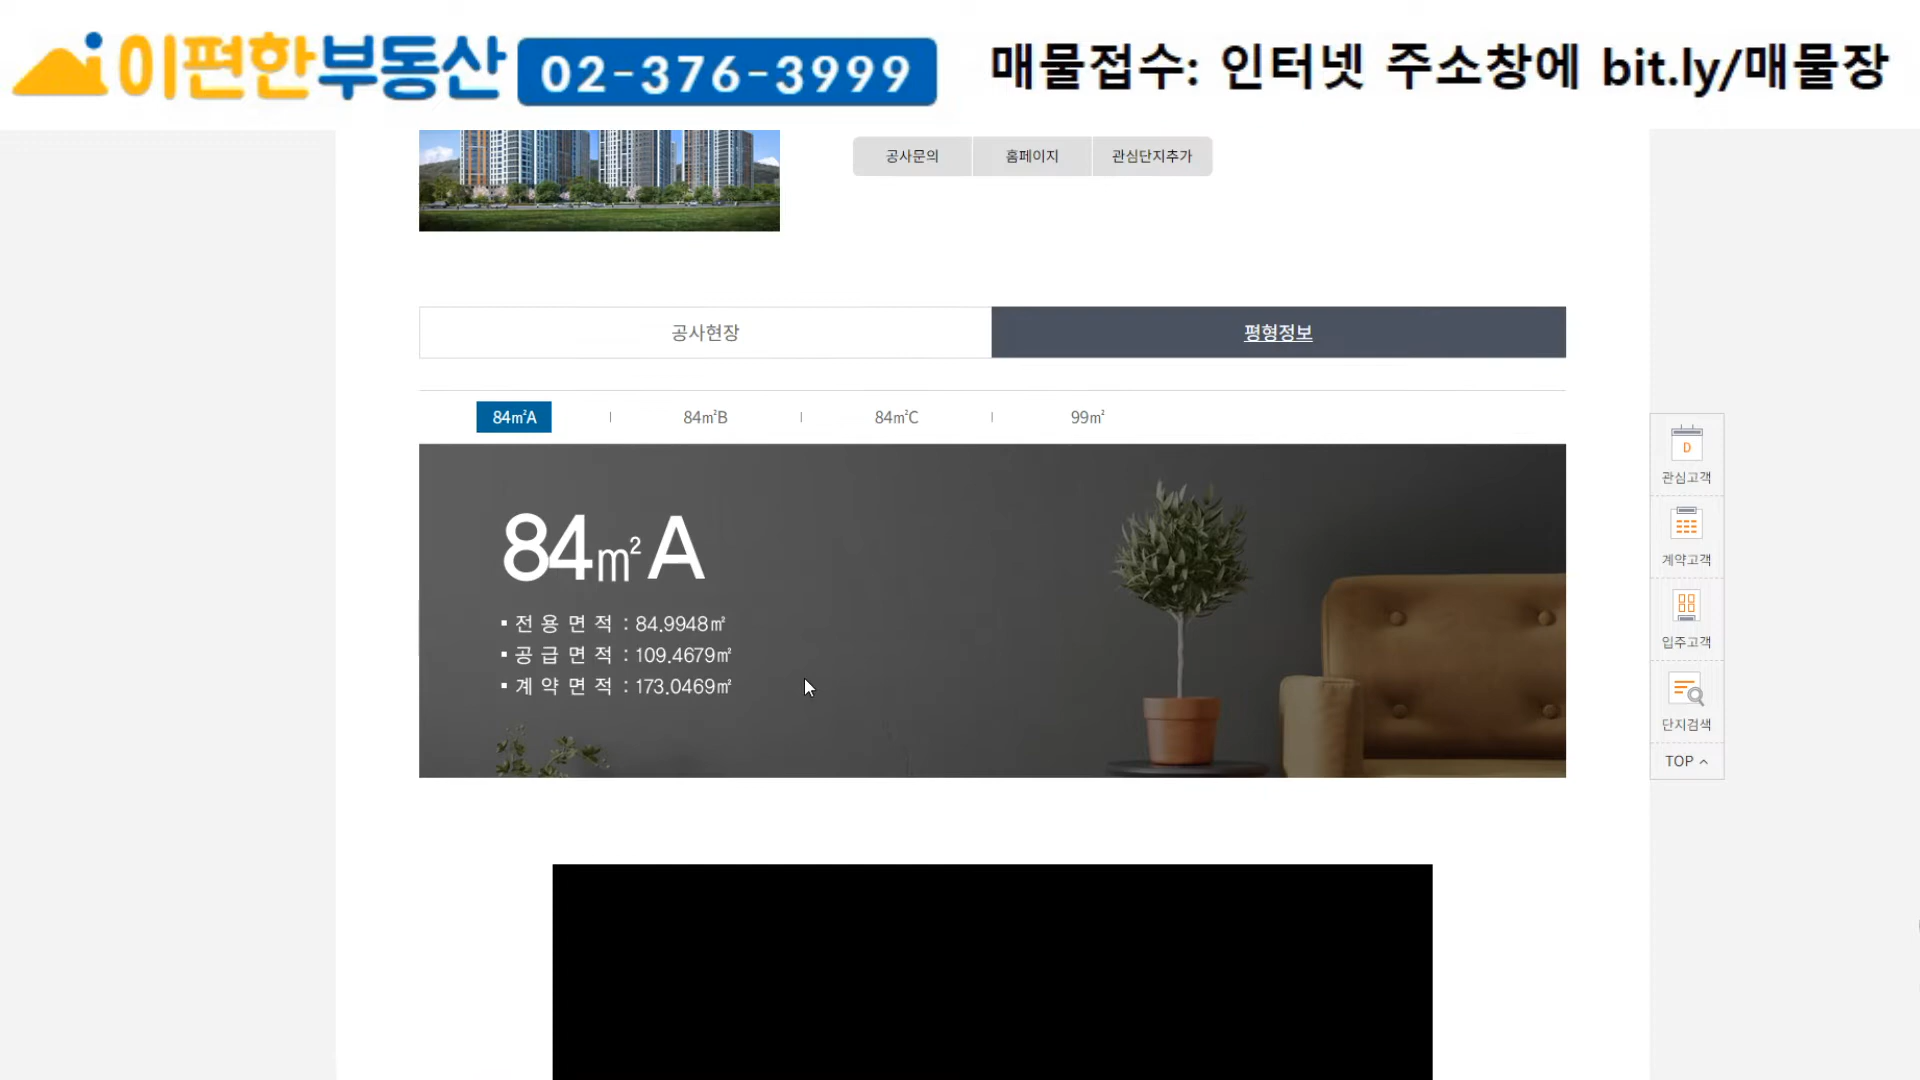 이편한부동산 02-376-3999 매물접수: 인터넷 주소창에 bit.ly/매물장
공사문의 홈페이지 관심단지추가
공사현장 평형정보
84㎡A 84㎡B 84㎡C 99㎡
84㎡A
▪ 전 용 면 적 : 84.9948㎡
▪ 공 급 면 적 : 109.4679㎡
▪ 계 약 면 적 : 173.0469㎡
D
관심고객
계약고객
입주고객
단지검색
TOP